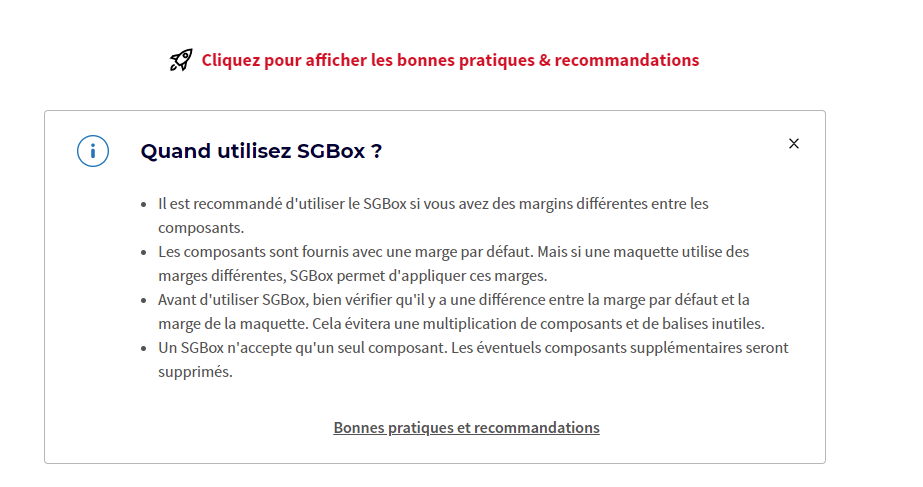 Cliquez pour afficher les bonnes pratiques & recommandations
Quand utilisez SGBox ?
• Il est recommandé d'utiliser le SGBox si vous avez des margins différentes entre les
composants.
• Les composants sont fournis avec une marge par défaut. Mais si une maquette utilise des
marges différentes, SGBox permet d'appliquer ces marges.
• Avant d'utiliser SGBox, bien vérifier qu'il y a une différence entre la marge par défaut et la
marge de la maquette. Cela évitera une multiplication de composants et de balises inutiles.
• Un SGBox n'accepte qu'un seul composant. Les éventuels composants supplémentaires seront
supprimés.
Bonnes pratiques et recommandations